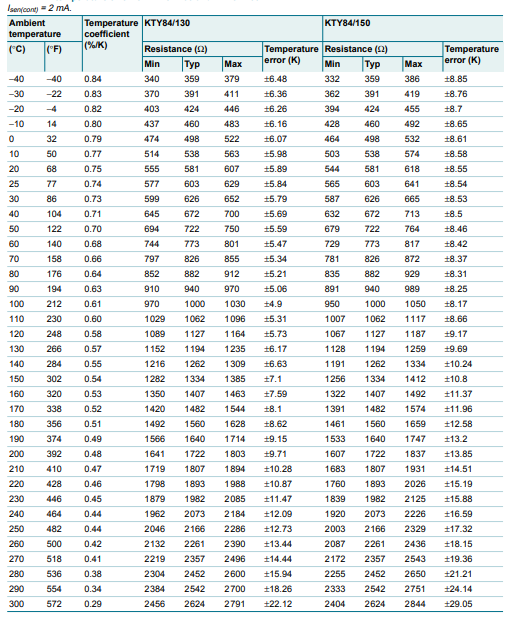 Isen(cont) = 2 mA.
Ambient temperature Temperature coefficient (%/K) KTY84/130 KTY84/150
(°C) (°F) Resistance (Ω) Temperature error (K) Resistance (Ω) Temperature error (K)
Min Typ Max Min Typ Max
−40 −40 0.84 340 359 379 ±6.48 332 359 386 ±8.85
−30 −22 0.83 370 391 411 ±6.36 362 391 419 ±8.76
−20 −4 0.82 403 424 446 ±6.26 394 424 455 ±8.7
−10 14 0.80 437 460 483 ±6.16 428 460 492 ±8.65
0 32 0.79 474 498 522 ±6.07 464 498 532 ±8.61
10 50 0.77 514 538 563 ±5.98 503 538 574 ±8.58
20 68 0.75 555 581 607 ±5.89 544 581 618 ±8.55
25 77 0.74 577 603 629 ±5.84 565 603 641 ±8.54
30 86 0.73 599 626 652 ±5.79 587 626 665 ±8.53
40 104 0.71 645 672 700 ±5.69 632 672 713 ±8.5
50 122 0.70 694 722 750 ±5.59 679 722 764 ±8.46
60 140 0.68 744 773 801 ±5.47 729 773 817 ±8.42
70 158 0.66 797 826 855 ±5.34 781 826 872 ±8.37
80 176 0.64 852 882 912 ±5.21 835 882 929 ±8.31
90 194 0.63 910 940 970 ±5.06 891 940 989 ±8.25
100 212 0.61 970 1000 1030 ±4.9 950 1000 1050 ±8.17
110 230 0.60 1029 1062 1096 ±5.31 1007 1062 1117 ±8.66
120 248 0.58 1089 1127 1164 ±5.73 1067 1127 1187 ±9.17
130 266 0.57 1152 1194 1235 ±6.17 1128 1194 1259 ±9.69
140 284 0.55 1216 1262 1309 ±6.63 1191 1262 1334 ±10.24
150 302 0.54 1282 1334 1385 ±7.1 1256 1334 1412 ±10.8
160 320 0.53 1350 1407 1463 ±7.59 1322 1407 1492 ±11.37
170 338 0.52 1420 1482 1544 ±8.1 1391 1482 1574 ±11.96
180 356 0.51 1492 1560 1628 ±8.62 1461 1560 1659 ±12.58
190 374 0.49 1566 1640 1714 ±9.15 1533 1640 1747 ±13.2
200 392 0.48 1641 1722 1803 ±9.71 1607 1722 1837 ±13.85
210 410 0.47 1719 1807 1894 ±10.28 1683 1807 1931 ±14.51
220 428 0.46 1798 1893 1988 ±10.87 1760 1893 2026 ±15.19
230 446 0.45 1879 1982 2085 ±11.47 1839 1982 2125 ±15.88
240 464 0.44 1962 2073 2184 ±12.09 1920 2073 2226 ±16.59
250 482 0.44 2046 2166 2286 ±12.73 2003 2166 2329 ±17.32
260 500 0.42 2132 2261 2390 ±13.44 2087 2261 2436 ±18.15
270 518 0.41 2219 2357 2496 ±14.44 2172 2357 2543 ±19.36
280 536 0.38 2304 2452 2600 ±15.94 2255 2452 2650 ±21.21
290 554 0.34 2384 2542 2700 ±18.26 2333 2542 2751 ±24.14
300 572 0.29 2456 2624 2791 ±22.12 2404 2624 2844 ±29.05